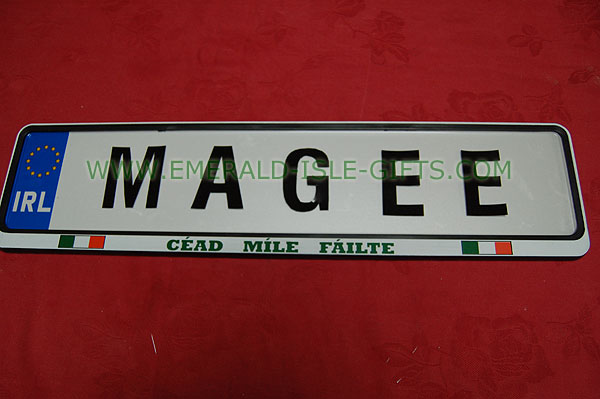 WWW.EMERALD-ISLE-GIFTS.COM
MAGEE
IRL
CÉAD MÍLE FÁILTE